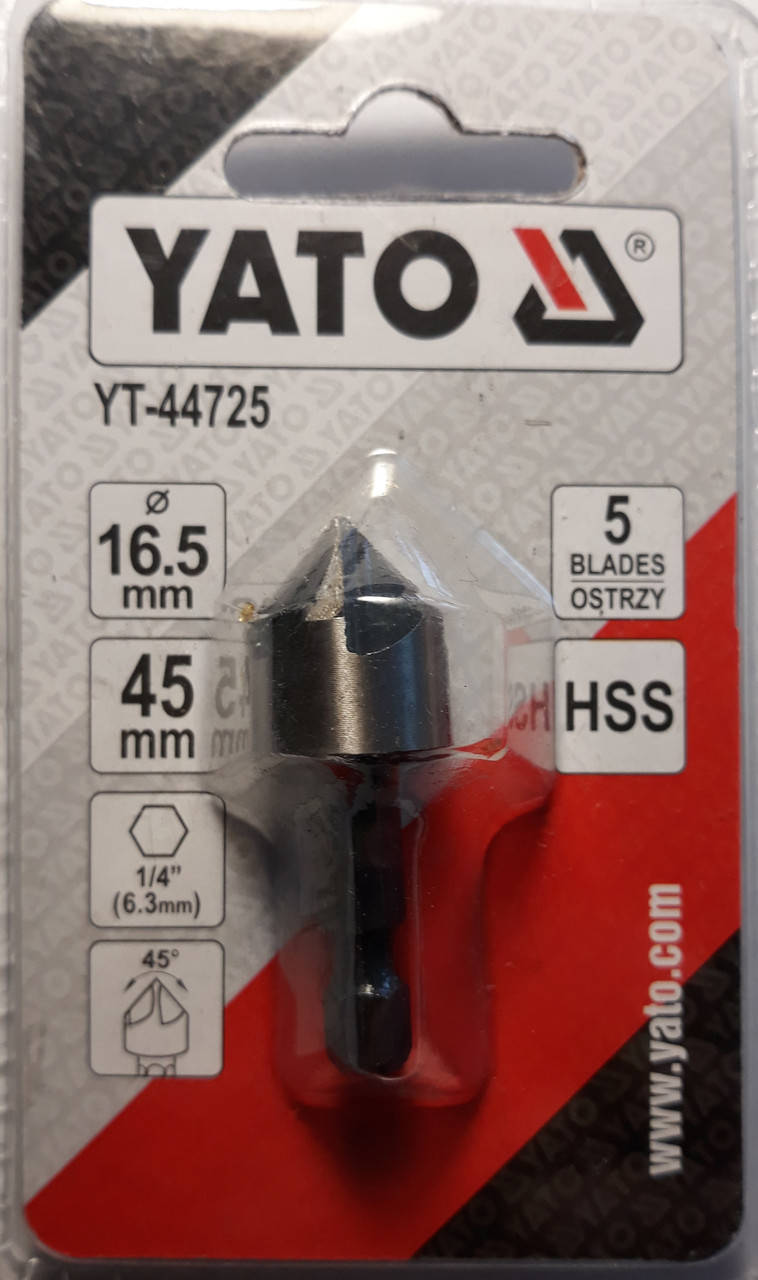 YATO ®
YT-44725
Ø
16.5
mm
45
mm
1/4”
(6.3mm)
45°
5
BLADES
OSTRZY
HSS
www.yato.com